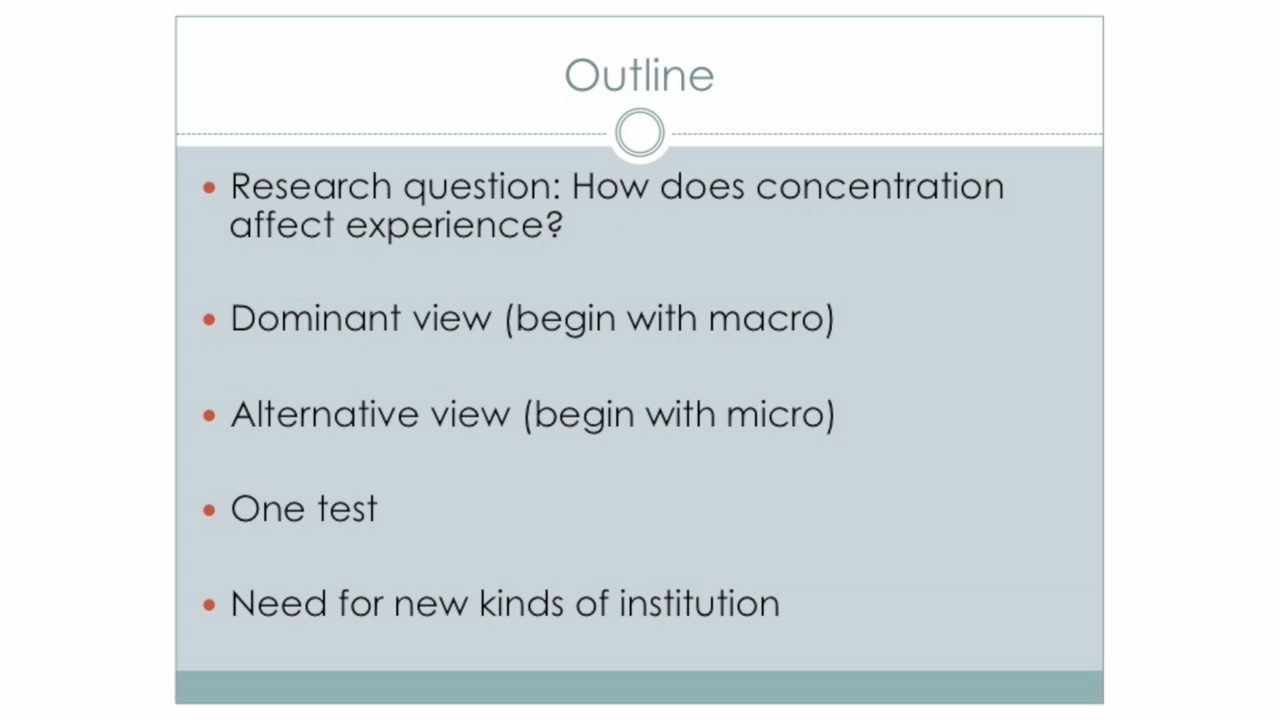 Outline
• Research question: How does concentration
affect experience?
• Dominant view (begin with macro)
• Alternative view (begin with micro)
• One test
• Need for new kinds of institution